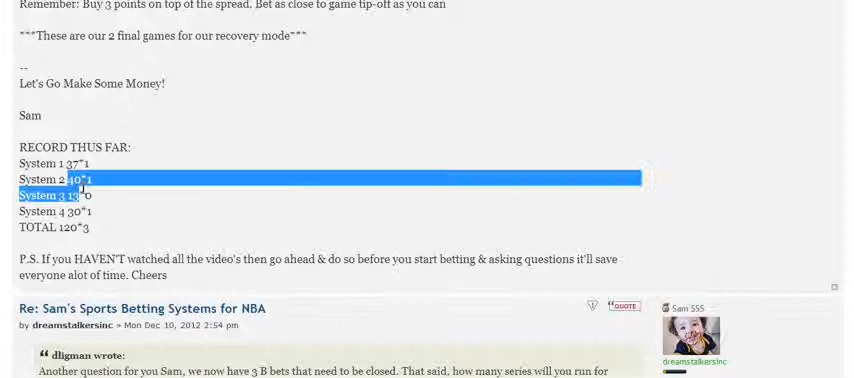 Remember: Buy 3 points on top of the spread, Bet as close to game tip-off as you can
***These are our 2 final games for our recovery mode***
--
Let's Go Make Some Money!
Sam
RECORD THUS FAR:
System 1 37*1
System 2 40*1
System 3 13*0
System 4 30*1
TOTAL 120*3
P.S. If you HAVEN'T watched all the video's then go ahead & do so before you start betting & asking questions it'll save
everyone alot of time. Cheers
Re: Sam's Sports Betting Systems for NBA
QUOTE
Sam SSS
by dreamstalkersinc » Mon Dec 10, 2012 2:54 pm
dreamstalkersinc
dligman wrote:
Another question for you Sam, we now have 3 B bets that need to be closed. That said, how many series will you run for